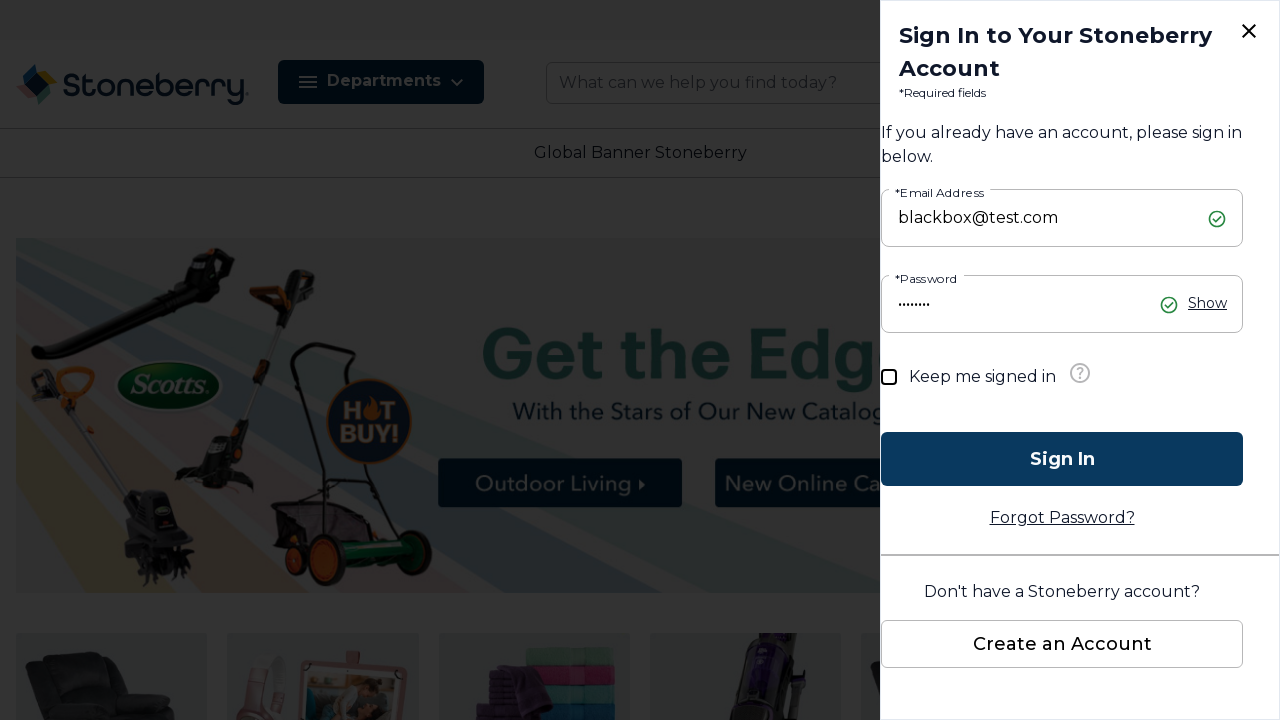 Sign In to Your Stoneberry
Account
*Required fields
If you already have an account, please sign in
below.
*Email Address
blackbox@test.com
*Password
••••••••
Show
Keep me signed in
Sign In
Forgot Password?
Don't have a Stoneberry account?
Create an Account
Stoneberry
Departments
What can we help you find today?
Global Banner Stoneberry
Get the Edge
With the Stars of Our New Catalog
Scotts
HOT
BUY!
Outdoor Living
New Online Ca